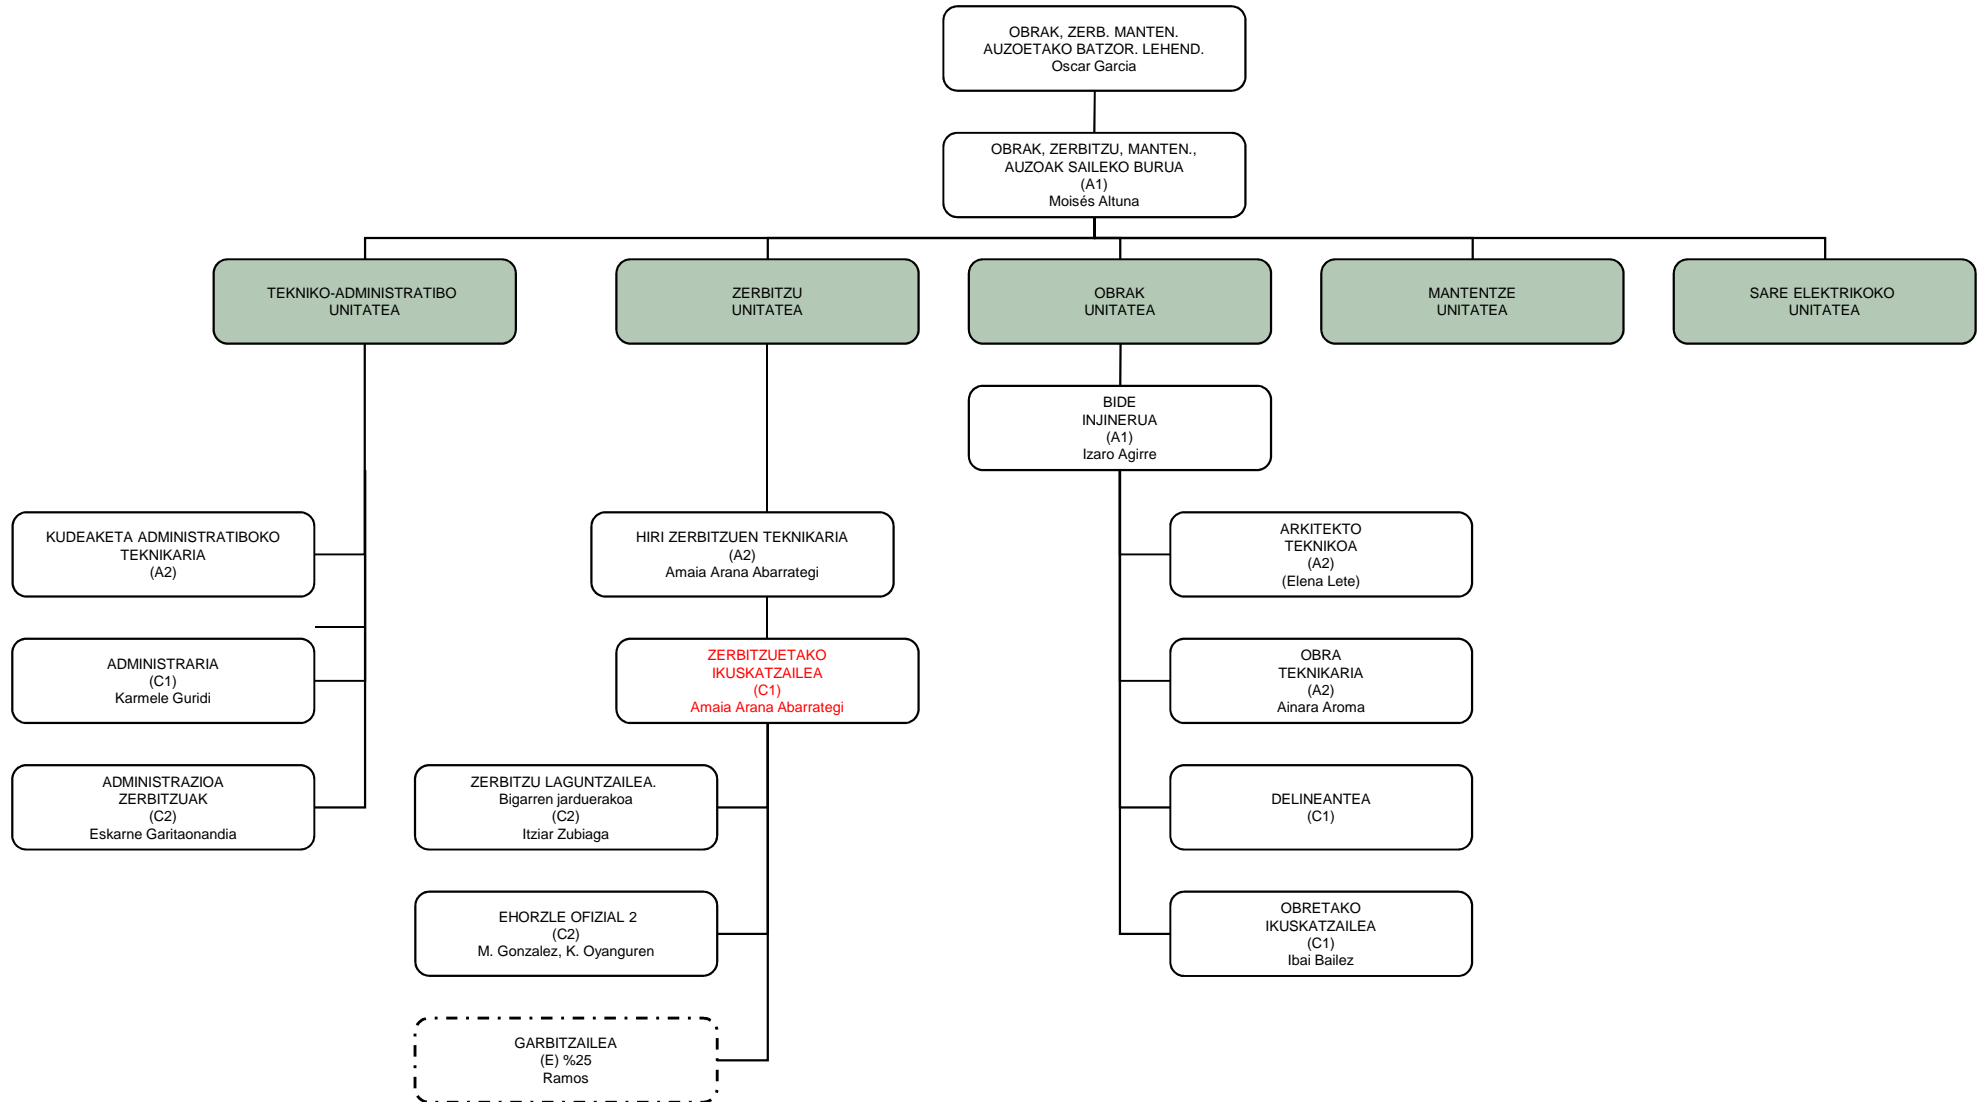 OBRAK, ZERB. MANTEN.
AUZOETAKO BATZOR. LEHEND.
Oscar Garcia
OBRAK, ZERBITZU, MANTEN.,
AUZOAK SAILEKO BURUA
(A1)
Moisés Altuna
TEKNIKO-ADMINISTRATIBO
UNITATEA
ZERBITZU
UNITATEA
OBRAK
UNITATEA
MANTENTZE
UNITATEA
SARE ELEKTRIKOKO
UNITATEA
BIDE
INJINERUA
(A1)
Izaro Agirre
KUDEAKETA ADMINISTRATIBOKO
TEKNIKARIA
(A2)
HIRI ZERBITZUEN TEKNIKARIA
(A2)
Amaia Arana Abarrategi
ARKITEKTO
TEKNIKOA
(A2)
(Elena Lete)
ADMINISTRARIA
(C1)
Karmele Guridi
ZERBITZUETAKO
IKUSKATZAILEA
(C1)
Amaia Arana Abarrategi
OBRA
TEKNIKARIA
(A2)
Ainara Aroma
ADMINISTRAZIOA
ZERBITZUAK
(C2)
Eskarne Garitaonandia
ZERBITZU LAGUNTZAILEA.
Bigarren jarduerakoa
(C2)
Itziar Zubiaga
DELINEANTEA
(C1)
EHORZLE OFIZIAL 2
(C2)
M. Gonzalez, K. Oyanguren
OBRETAKO
IKUSKATZAILEA
(C1)
Ibai Bailez
GARBITZAILEA
(E) %25
Ramos